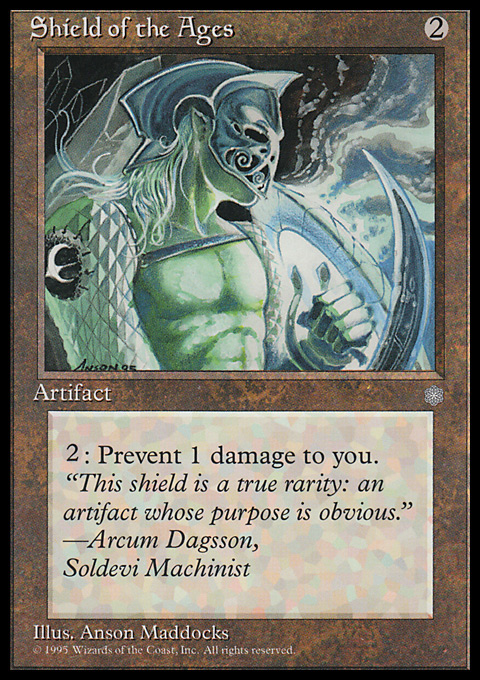 Shield of the Ages 2
ANSON 95
Artifact
2: Prevent 1 damage to you.
“This shield is a true rarity: an
artifact whose purpose is obvious.”
—Arcum Dagsson,
Soldevi Machinist
Illus. Anson Maddocks
© 1995 Wizards of the Coast, Inc. All rights reserved.